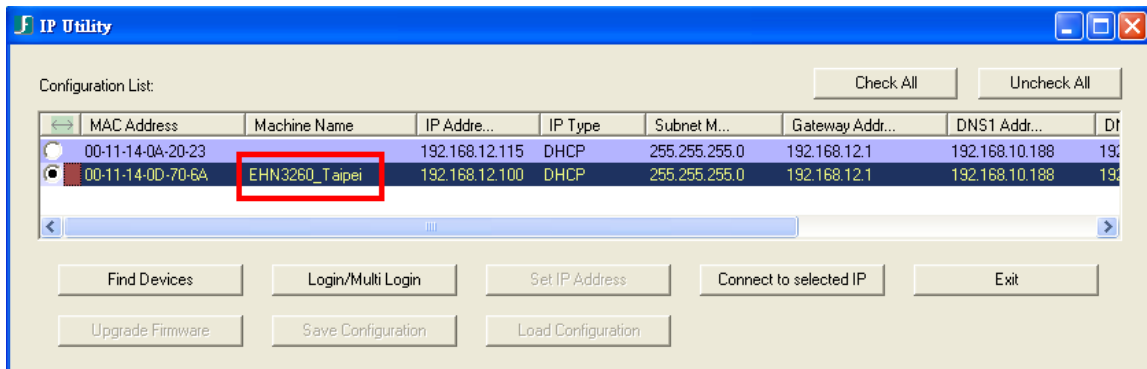 IP Utility
Configuration List: Check All Uncheck All
MAC Address Machine Name IP Addre... IP Type Subnet M... Gateway Addr... DNS1 Addr... DN
00-11-14-0A-20-23 192.168.12.115 DHCP 255.255.255.0 192.168.12.1 192.168.10.188 192
00-11-14-0D-70-6A EHN3260_Taipei 192.168.12.100 DHCP 255.255.255.0 192.168.12.1 192.168.10.188 192
Find Devices Login/Multi Login Set IP Address Connect to selected IP Exit
Upgrade Firmware Save Configuration Load Configuration